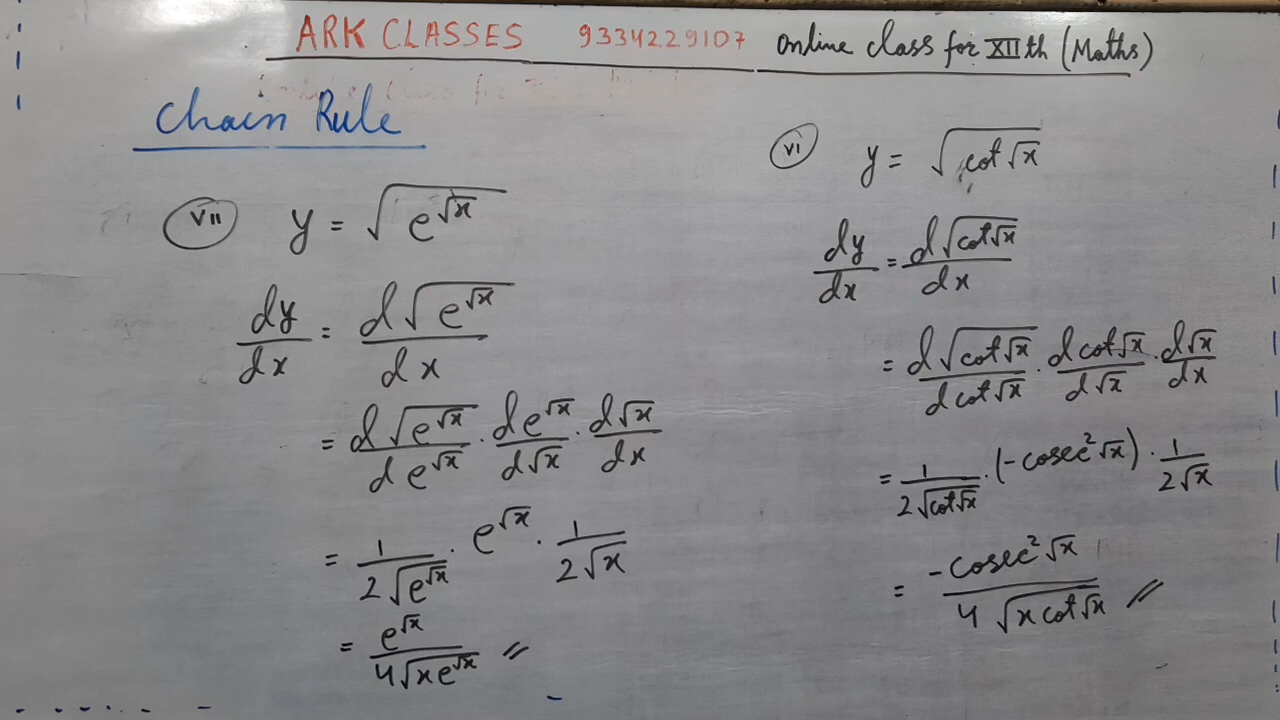 ARK CLASSES 9334229107 online class for XIIth (Maths)
Chain Rule
(vii) y = √(e^√x)
dy/dx = d√(e^√x)/dx
= d√(e^√x)/de^√x · de^√x/d√x · d√x/dx
= 1/(2√(e^√x)) · e^√x · 1/(2√x)
= e^√x/(4√(xe^√x)) //
(vi) y = √(cot√x)
dy/dx = d√(cot√x)/dx
= d√(cot√x)/dcot√x · dcot√x/d√x · d√x/dx
= 1/(2√(cot√x)) · (-cosec²√x) · 1/(2√x)
= -cosec²√x/(4√(x cot√x)) //